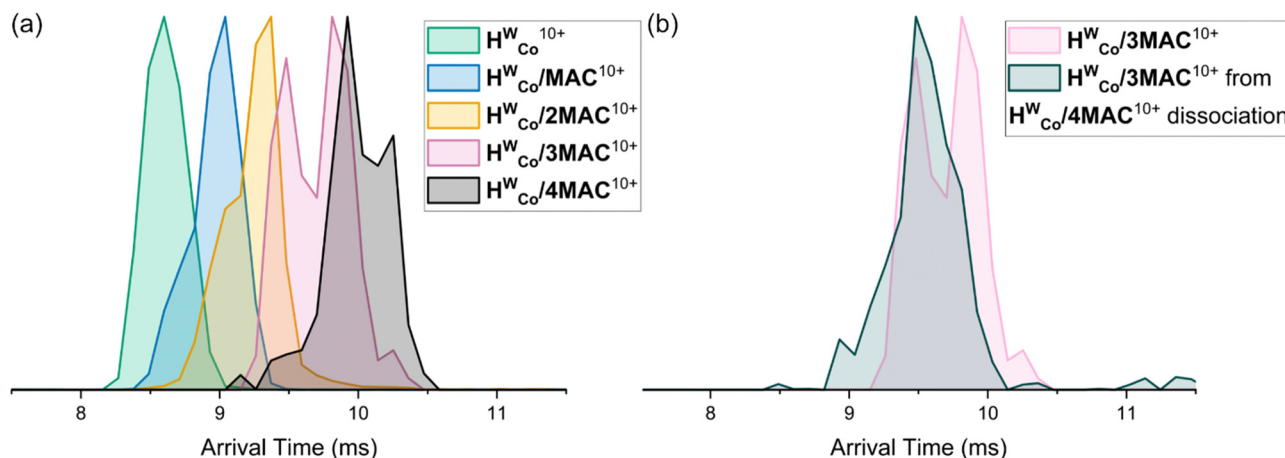 (a)
H^W_Co^10+
H^W_Co/MAC^10+
H^W_Co/2MAC^10+
H^W_Co/3MAC^10+
H^W_Co/4MAC^10+
8 9 10 11
Arrival Time (ms)
(b)
H^W_Co/3MAC^10+
H^W_Co/3MAC^10+ from
H^W_Co/4MAC^10+ dissociation
8 9 10 11
Arrival Time (ms)